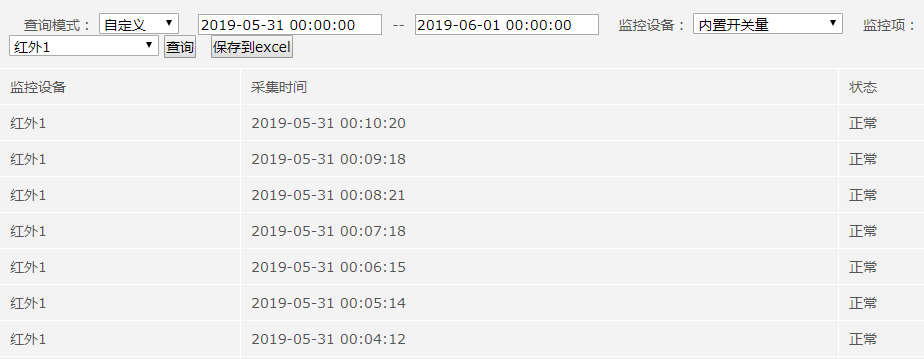 查询模式： 自定义 2019-05-31 00:00:00 -- 2019-06-01 00:00:00 监控设备： 内置开关量 监控项：
红外1 查询 保存到excel
监控设备 采集时间 状态
红外1 2019-05-31 00:10:20 正常
红外1 2019-05-31 00:09:18 正常
红外1 2019-05-31 00:08:21 正常
红外1 2019-05-31 00:07:18 正常
红外1 2019-05-31 00:06:15 正常
红外1 2019-05-31 00:05:14 正常
红外1 2019-05-31 00:04:12 正常